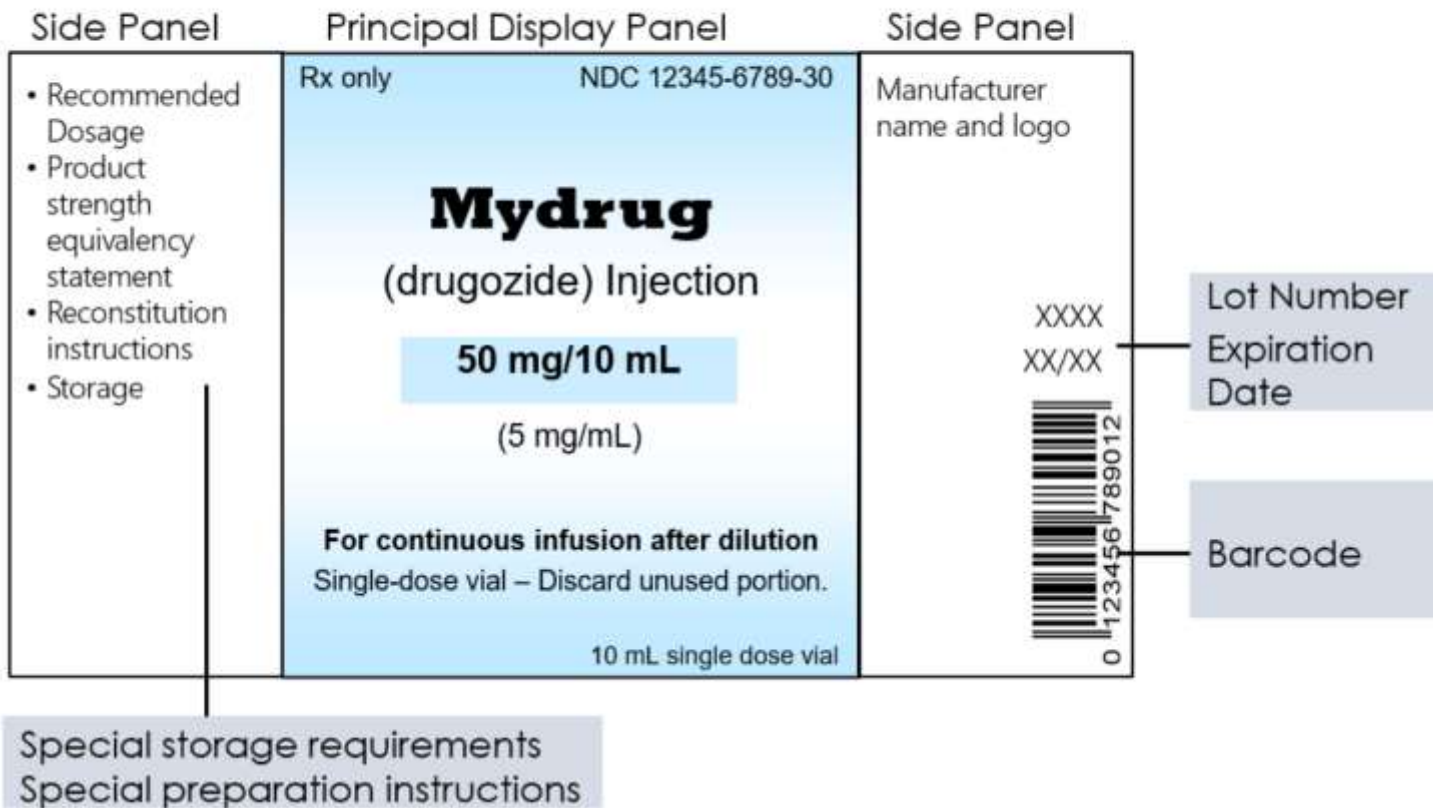 Side Panel
Principal Display Panel
Side Panel
• Recommended
Dosage
• Product
strength
equivalency
statement
• Reconstitution
instructions
• Storage
Rx only
NDC 12345-6789-30
Mydrug
(drugozide) Injection
50 mg/10 mL
(5 mg/mL)
For continuous infusion after dilution
Single-dose vial – Discard unused portion.
10 mL single dose vial
Manufacturer
name and logo
XXXX
XX/XX
0 123456 789012
Lot Number
Expiration
Date
Barcode
Special storage requirements
Special preparation instructions